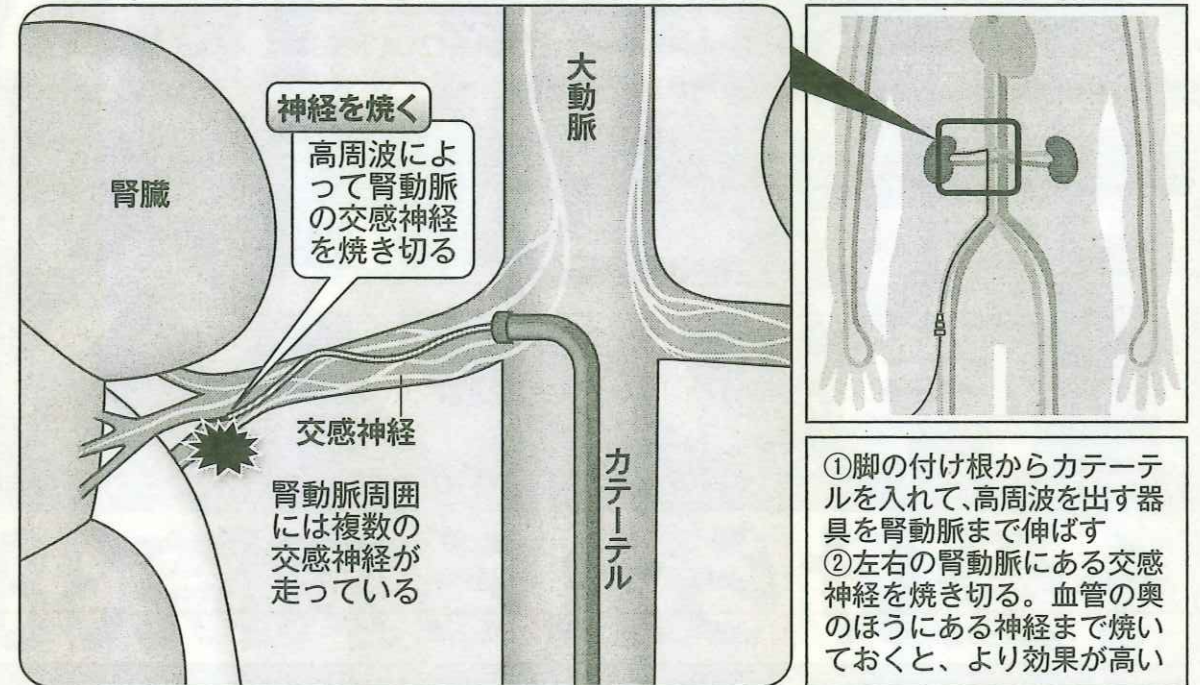 大動脈
神経を焼く
高周波によ
って腎動脈
の交感神経
を焼き切る
腎臓
交感神経
腎動脈周囲
には複数の
交感神経が
走っている
カテーテル
①脚の付け根からカテーテ
ルを入れて、高周波を出す器
具を腎動脈まで伸ばす
②左右の腎動脈にある交感
神経を焼き切る。血管の奥
のほうにある神経まで焼い
ておくと、より効果が高い